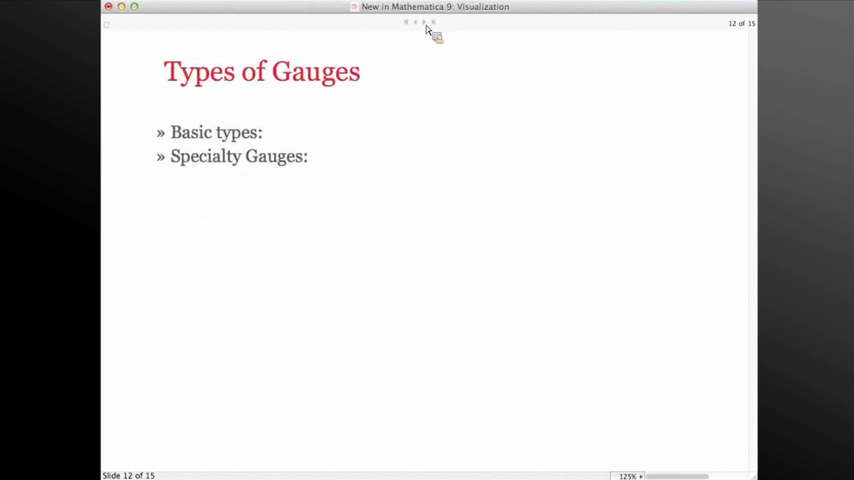 New in Mathematica 9: Visualization
12 of 15
Types of Gauges
» Basic types:
» Specialty Gauges:
Slide 12 of 15
125%